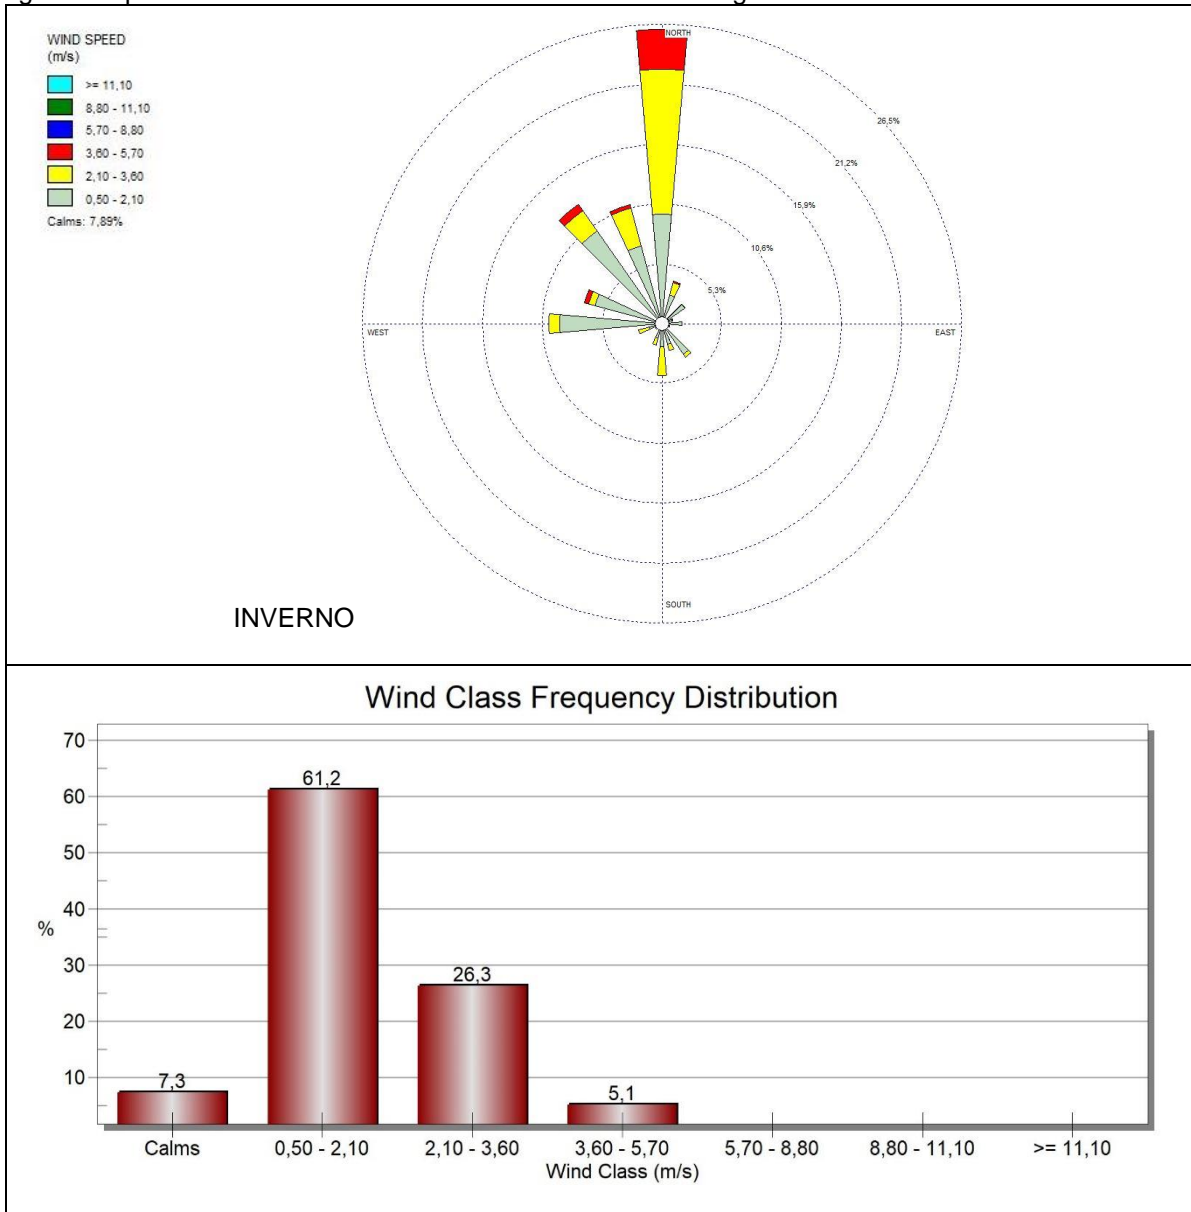 WIND SPEED
(m/s)
>= 11,10
8,80 - 11,10
5,70 - 8,80
3,60 - 5,70
2,10 - 3,60
0,50 - 2,10
Calms: 7,89%
NORTH
26,5%
21,2%
15,9%
10,6%
5,3%
WEST
EAST
SOUTH
INVERNO
Wind Class Frequency Distribution
70
60
50
40
30
20
10
%
7,3
61,2
26,3
5,1
Calms
0,50 - 2,10
2,10 - 3,60
3,60 - 5,70
5,70 - 8,80
8,80 - 11,10
>= 11,10
Wind Class (m/s)